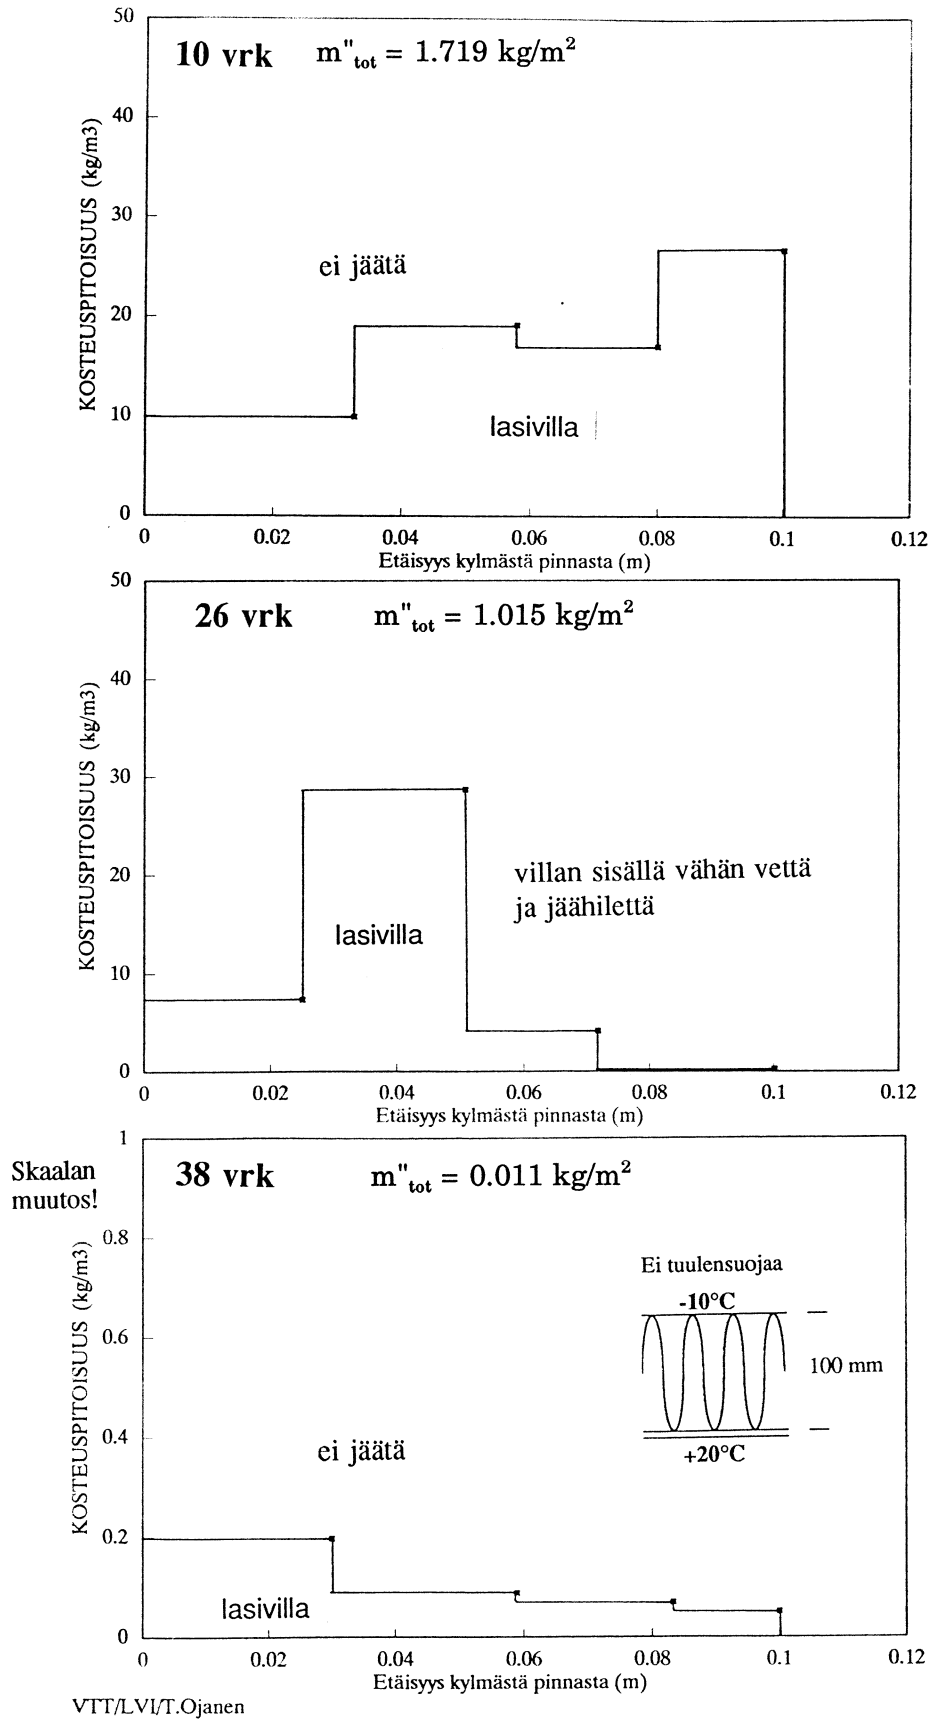 50
10 vrk m"tot = 1.719 kg/m2
40
30
20
10
0
KOSTEUSPITOISUUS (kg/m3)
ei jäätä
lasivilla
0 0.02 0.04 0.06 0.08 0.1 0.12
Etäisyys kylmästä pinnasta (m)
50
26 vrk m"tot = 1.015 kg/m2
40
30
20
10
0
KOSTEUSPITOISUUS (kg/m3)
villan sisällä vähän vettä
ja jäähilettä
lasivilla
0 0.02 0.04 0.06 0.08 0.1 0.12
Etäisyys kylmästä pinnasta (m)
1
Skaalan
muutos!
38 vrk m"tot = 0.011 kg/m2
0.8
0.6
0.4
0.2
0
KOSTEUSPITOISUUS (kg/m3)
Ei tuulensuojaa
-10°C
100 mm
+20°C
ei jäätä
lasivilla
0 0.02 0.04 0.06 0.08 0.1 0.12
Etäisyys kylmästä pinnasta (m)
VTT/LVI/T.Ojanen